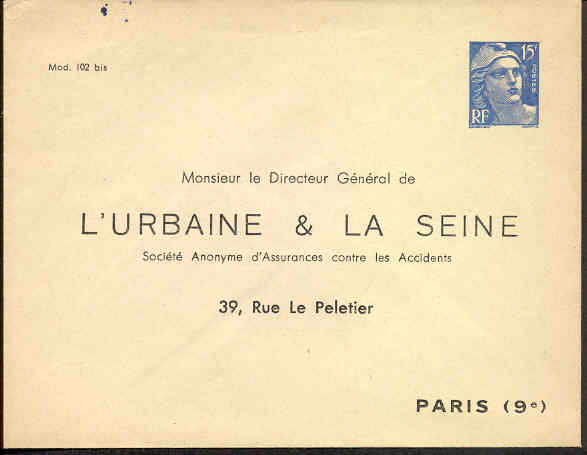 Mod. 102 bis
15F
POSTES
RF
Monsieur le Directeur Général de
L'URBAINE & LA SEINE
Société Anonyme d'Assurances contre les Accidents
39, Rue Le Peletier
PARIS (9e)